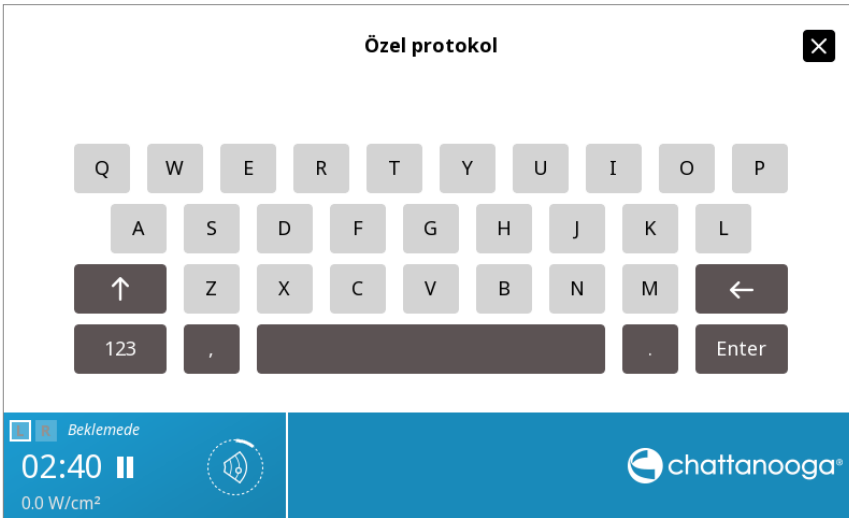 Özel protokol
Q W E R T Y U I O P
A S D F G H J K L
Z X C V B N M
123 , . Enter
L R Beklemede
02:40
0.0 W/cm²
chattanooga®